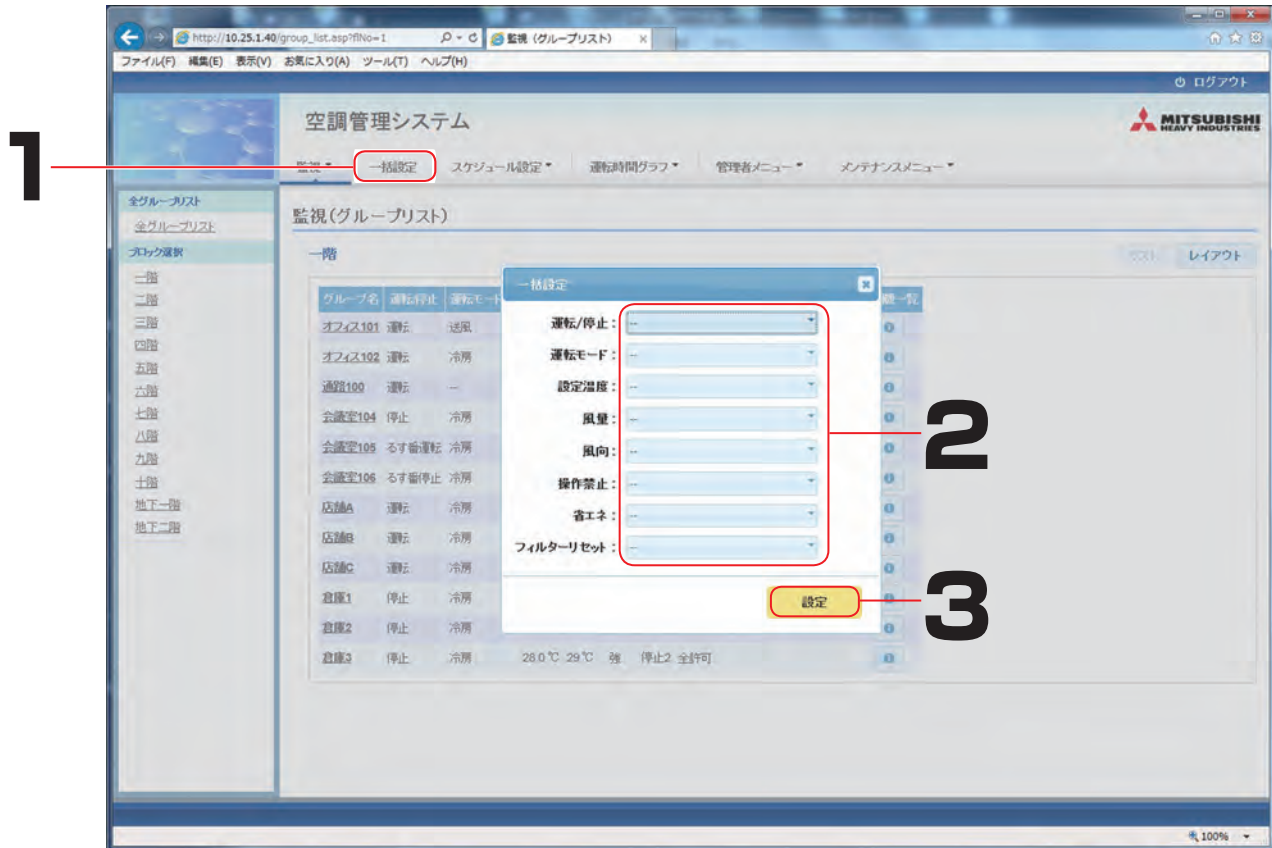 http://10.25.1.40/group_list.asp?flNo=1
監視 (グループリスト)
ファイル(F) 編集(E) 表示(V) お気に入り(A) ツール(T) ヘルプ(H)
ログアウト
空調管理システム
MITSUBISHI
HEAVY INDUSTRIES
1
監視 一括設定 スケジュール設定 運転時間グラフ 管理者メニュー メンテナンスメニュー
全グループリスト
全グループリスト
ブロック選択
一階
二階
三階
四階
五階
六階
七階
八階
九階
十階
地下一階
地下二階
監視(グループリスト)
一階
リスト レイアウト
グループ名 運転/停止 運転モード
オフィス101 運転 送風
オフィス102 運転 冷房
通路100 運転 --
会議室104 停止 冷房
会議室105 るす番運転 冷房
会議室106 るす番停止 冷房
店舗A 運転 冷房
店舗B 運転 冷房
店舗C 運転 冷房
倉庫1 停止 冷房
倉庫2 停止 冷房
倉庫3 停止 冷房 28.0℃ 29℃ 強 停止2 全許可
一括設定
運転/停止: --
運転モード: --
設定温度: --
風量: --
風向: --
操作禁止: --
省エネ: --
フィルターリセット: --
2
設定
3
100%